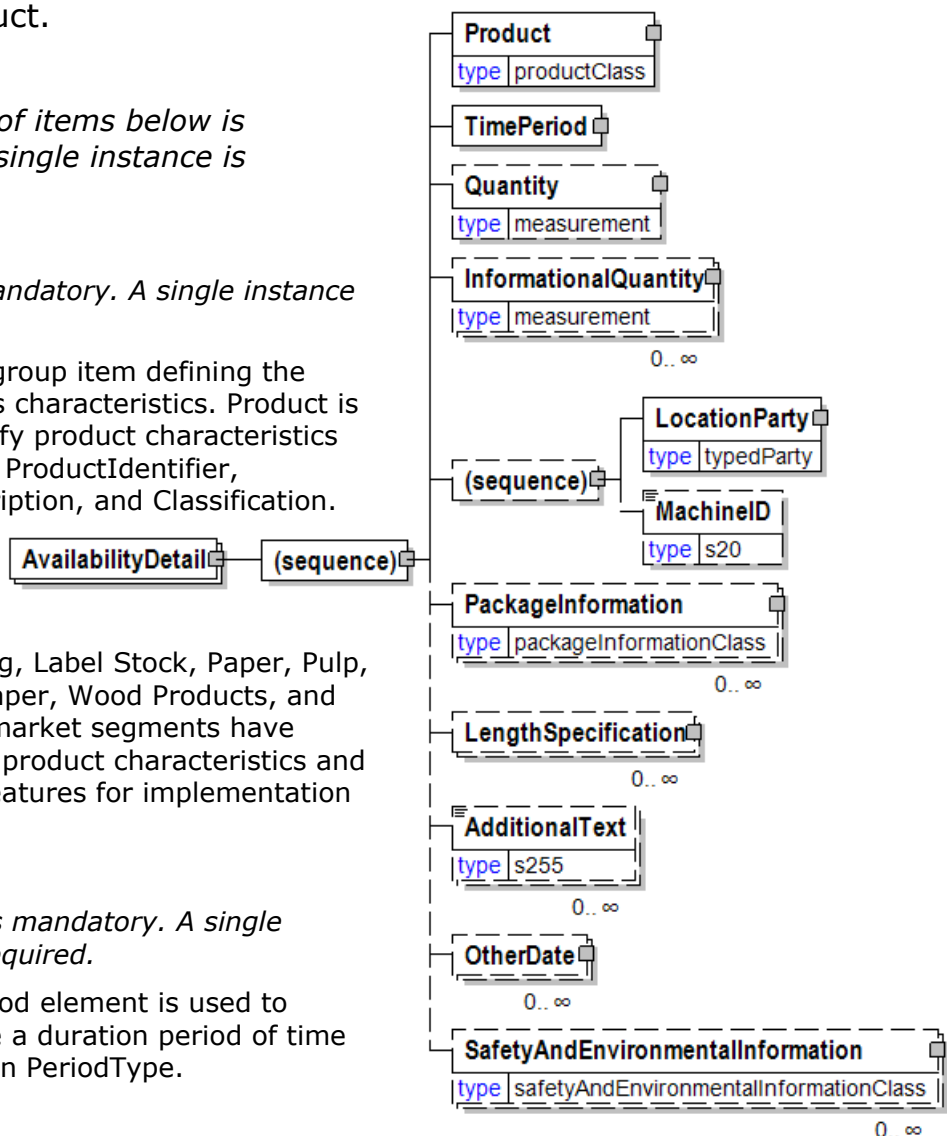 uct.
of items below is
single instance is
andatory. A single instance
group item defining the
s characteristics. Product is
fy product characteristics
ProductIdentifier,
iption, and Classification.
g, Label Stock, Paper, Pulp,
aper, Wood Products, and
market segments have
product characteristics and
eatures for implementation
s mandatory. A single
equired.
od element is used to
e a duration period of time
n PeriodType.
AvailabilityDetail
(sequence)
Product
type productClass
TimePeriod
Quantity
type measurement
InformationalQuantity
type measurement
0.. ∞
(sequence)
LocationParty
type typedParty
MachineID
type s20
PackageInformation
type packageInformationClass
0.. ∞
LengthSpecification
0.. ∞
AdditionalText
type s255
0.. ∞
OtherDate
0.. ∞
SafetyAndEnvironmentalInformation
type safetyAndEnvironmentalInformationClass
0.. ∞